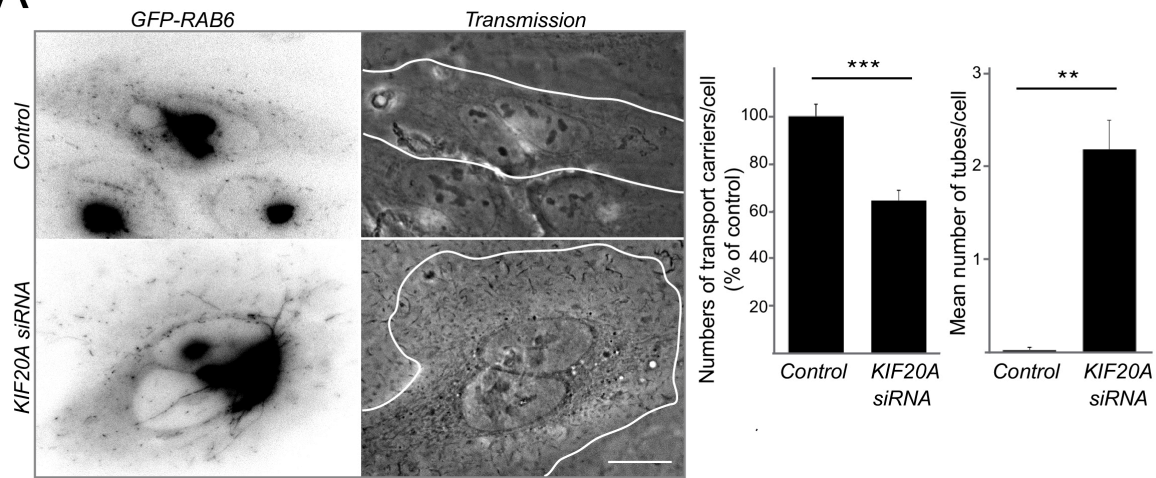 A
GFP-RAB6
Transmission
Control
KIF20A siRNA
Numbers of transport carriers/cell
(% of control)
100
80
60
40
20
***
Control
KIF20A
siRNA
Mean number of tubes/cell
3
2
1
**
Control
KIF20A
siRNA